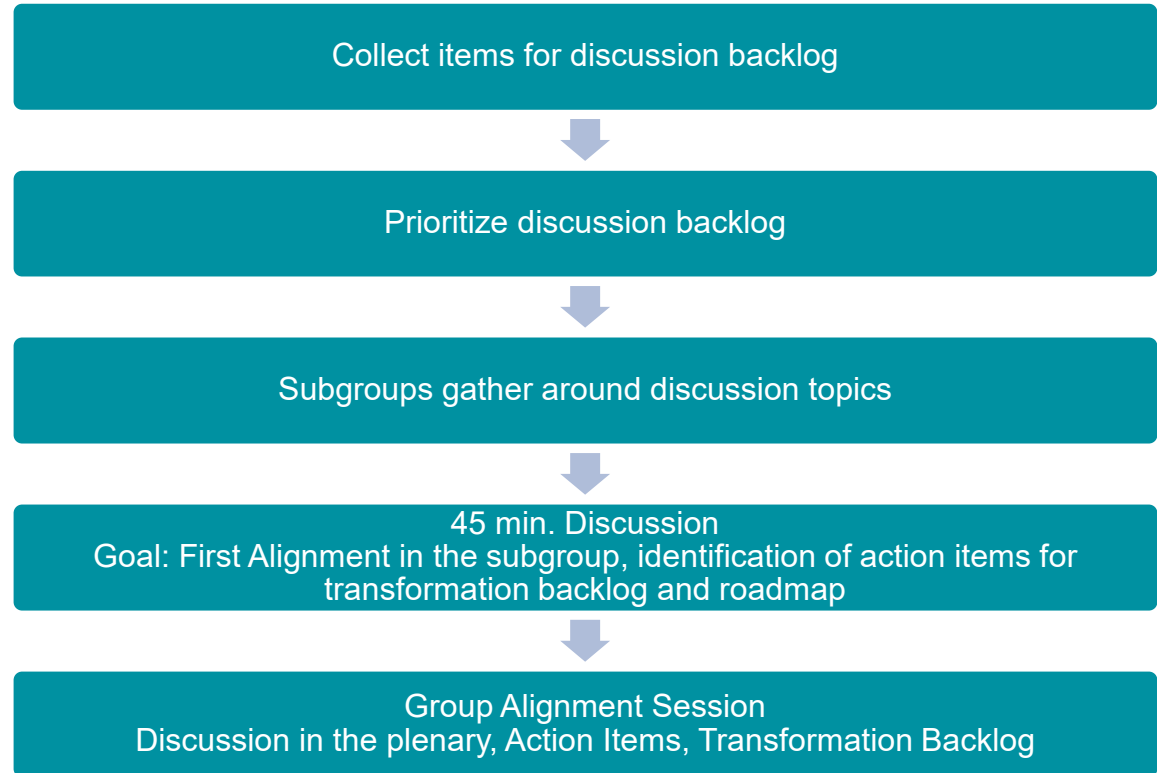 Collect items for discussion backlog
Prioritize discussion backlog
Subgroups gather around discussion topics
45 min. Discussion
Goal: First Alignment in the subgroup, identification of action items for
transformation backlog and roadmap
Group Alignment Session
Discussion in the plenary, Action Items, Transformation Backlog